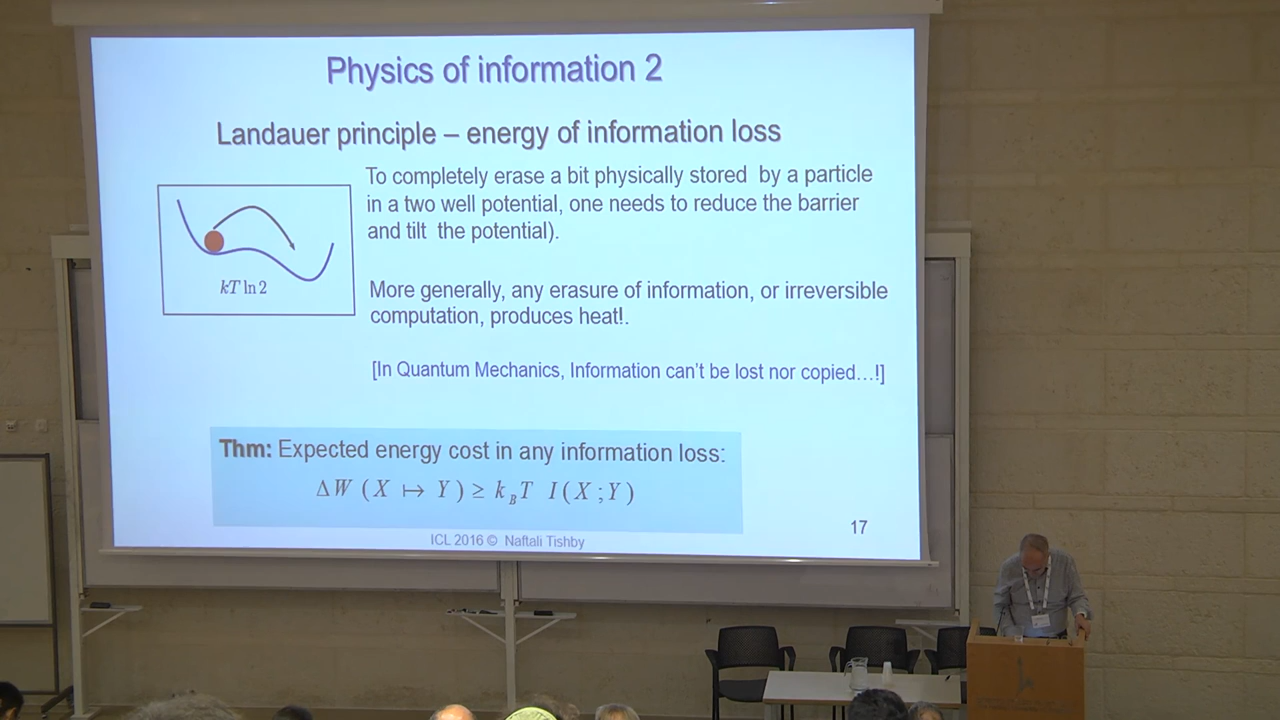 Physics of information 2
Landauer principle – energy of information loss
To completely erase a bit physically stored by a particle
in a two well potential, one needs to reduce the barrier
and tilt the potential).
kT ln 2
More generally, any erasure of information, or irreversible
computation, produces heat!.
[In Quantum Mechanics, Information can't be lost nor copied…!]
Thm: Expected energy cost in any information loss:
ΔW (X ↦ Y) ≥ k_B T I(X;Y)
ICL 2016 © Naftali Tishby
17